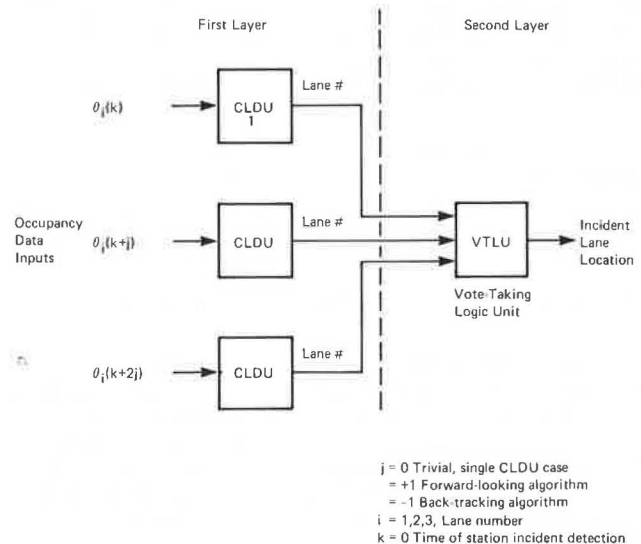 First Layer
Second Layer
Lane #
θi(k)
CLDU
1
Lane #
Occupancy
Data
Inputs
θi(k+j)
CLDU
VTLU
Incident
Lane
Location
Vote-Taking
Logic Unit
Lane #
θi(k+2j)
CLDU
j = 0 Trivial, single CLDU case
= +1 Forward-looking algorithm
= -1 Back-tracking algorithm
i = 1,2,3, Lane number
k = 0 Time of station incident detection